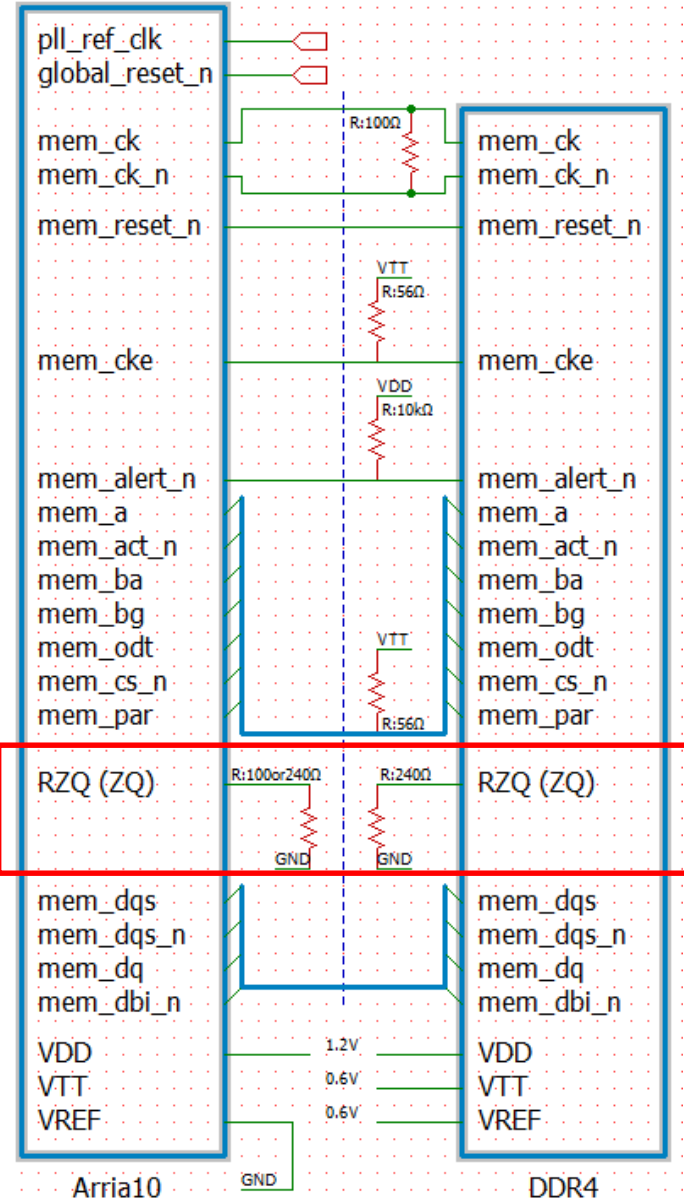 pll_ref_clk
global_reset_n
R:100Ω
mem_ck mem_ck
mem_ck_n mem_ck_n
mem_reset_n mem_reset_n
VTT
R:56Ω
mem_cke mem_cke
VDD
R:10kΩ
mem_alert_n mem_alert_n
mem_a mem_a
mem_act_n mem_act_n
mem_ba mem_ba
mem_bg mem_bg
VTT
mem_odt mem_odt
mem_cs_n mem_cs_n
mem_par R:56Ω mem_par
RZQ (ZQ) R:100or240Ω R:240Ω RZQ (ZQ)
GND GND
mem_dqs mem_dqs
mem_dqs_n mem_dqs_n
mem_dq mem_dq
mem_dbi_n mem_dbi_n
VDD 1.2V VDD
VTT 0.6V VTT
VREF 0.6V VREF
GND
Arria10 DDR4